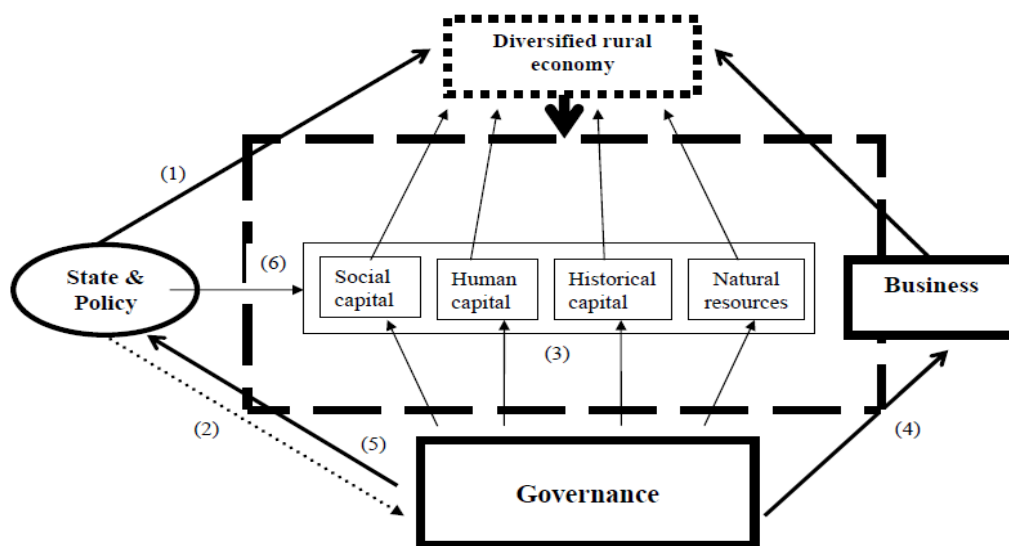 Diversified rural
economy
(1)
State &
Policy
(6)
Social
capital
Human
capital
Historical
capital
Natural
resources
Business
(3)
(2)
(5)
(4)
Governance